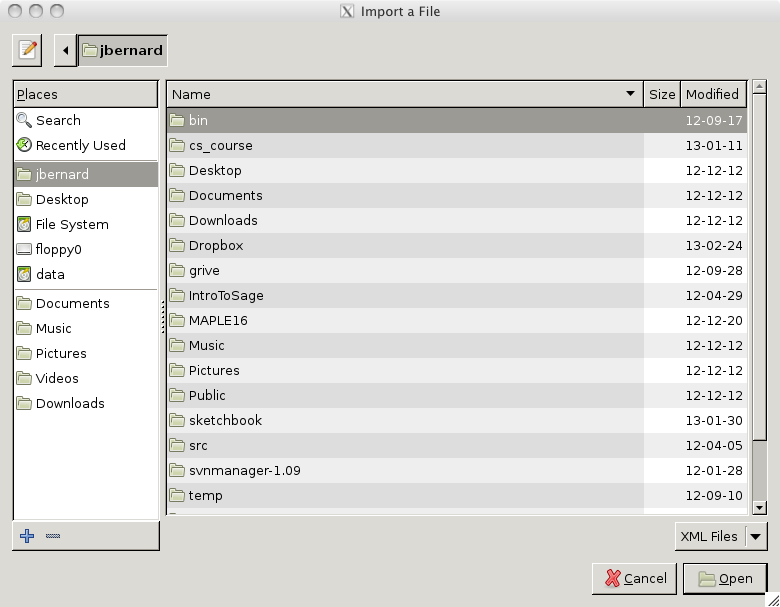 Import a File
jbernard
Places
Search
Recently Used
jbernard
Desktop
File System
floppy0
data
Documents
Music
Pictures
Videos
Downloads
Name Size Modified
bin 12-09-17
cs_course 13-01-11
Desktop 12-12-12
Documents 12-12-12
Downloads 12-12-12
Dropbox 13-02-24
grive 12-09-28
IntroToSage 12-04-29
MAPLE16 12-12-20
Music 12-12-12
Pictures 12-12-12
Public 12-12-12
sketchbook 13-01-30
src 12-04-05
svnmanager-1.09 12-01-28
temp 12-09-10
XML Files
Cancel Open